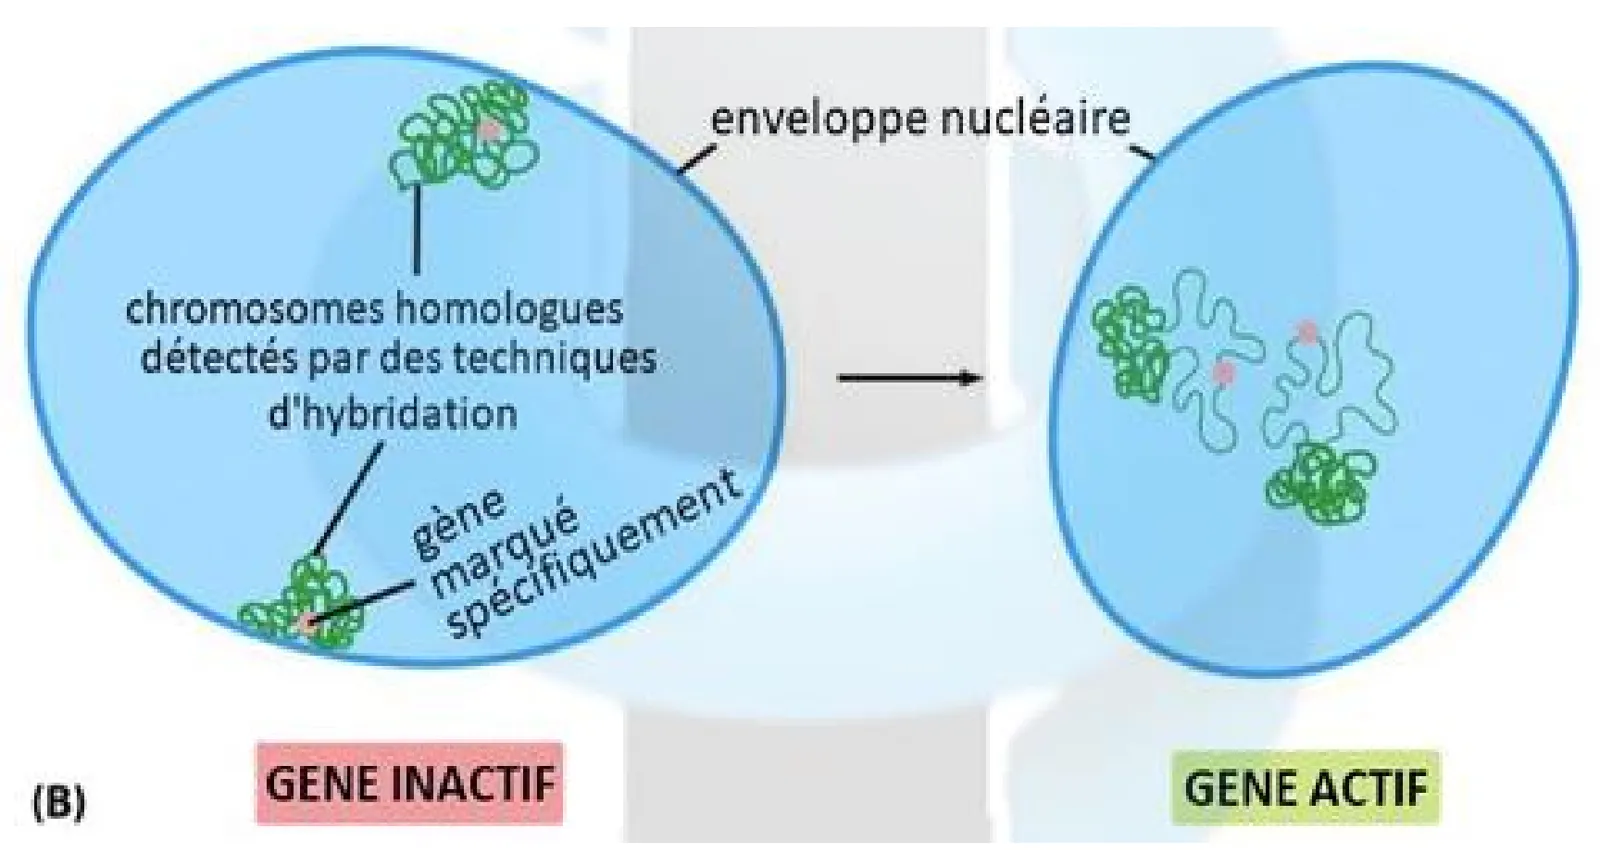 enveloppe nucléaire
chromosomes homologues
détectés par des techniques
d'hybridation
gène
marqué
spécifiquement
GENE INACTIF
GENE ACTIF
(B)